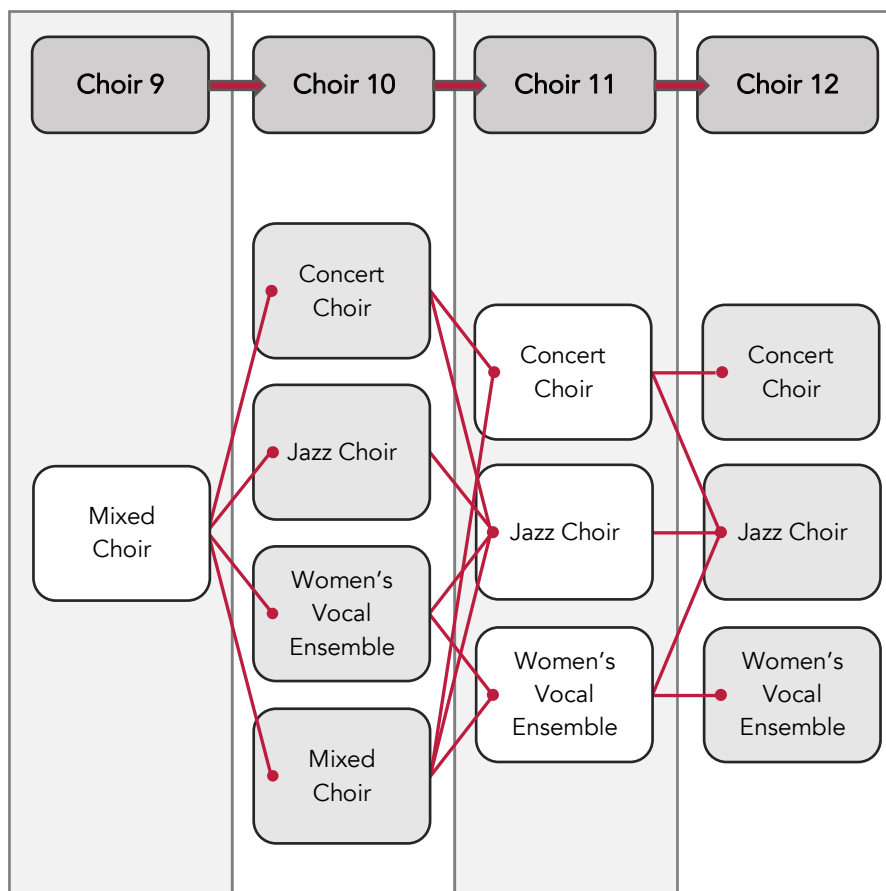 Choir 9
Choir 10
Choir 11
Choir 12
Mixed
Choir
Concert
Choir
Jazz Choir
Women's
Vocal
Ensemble
Mixed
Choir
Concert
Choir
Jazz Choir
Women's
Vocal
Ensemble
Concert
Choir
Jazz Choir
Women's
Vocal
Ensemble